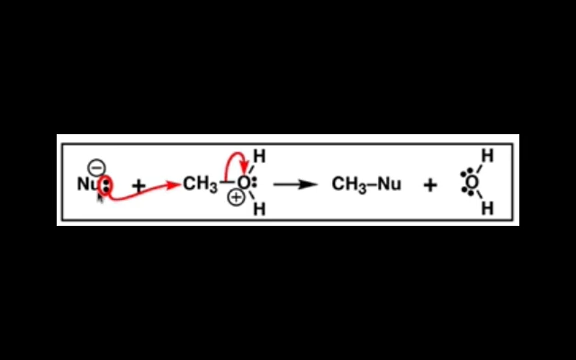 H H
Nu: + CH₃–O: ⟶ CH₃–Nu + :O:
⊖ ⊕
H H